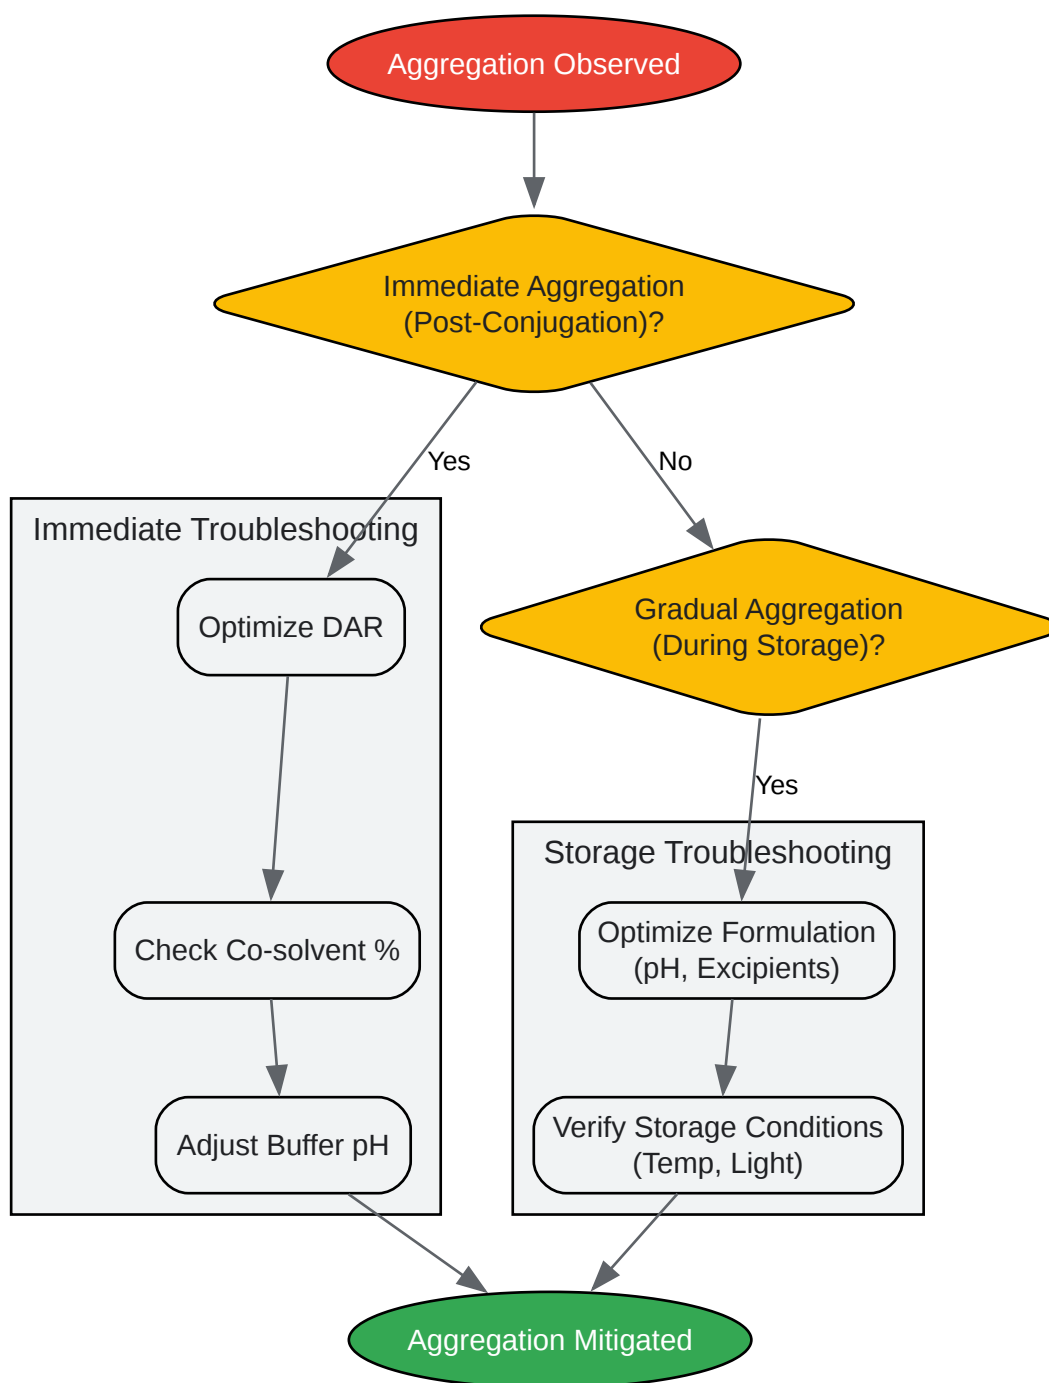 Aggregation Observed
Immediate Aggregation
(Post-Conjugation)?
Yes
No
Immediate Troubleshooting
Optimize DAR
Gradual Aggregation
(During Storage)?
Yes
Storage Troubleshooting
Check Co-solvent %
Optimize Formulation
(pH, Excipients)
Adjust Buffer pH
Verify Storage Conditions
(Temp, Light)
Aggregation Mitigated